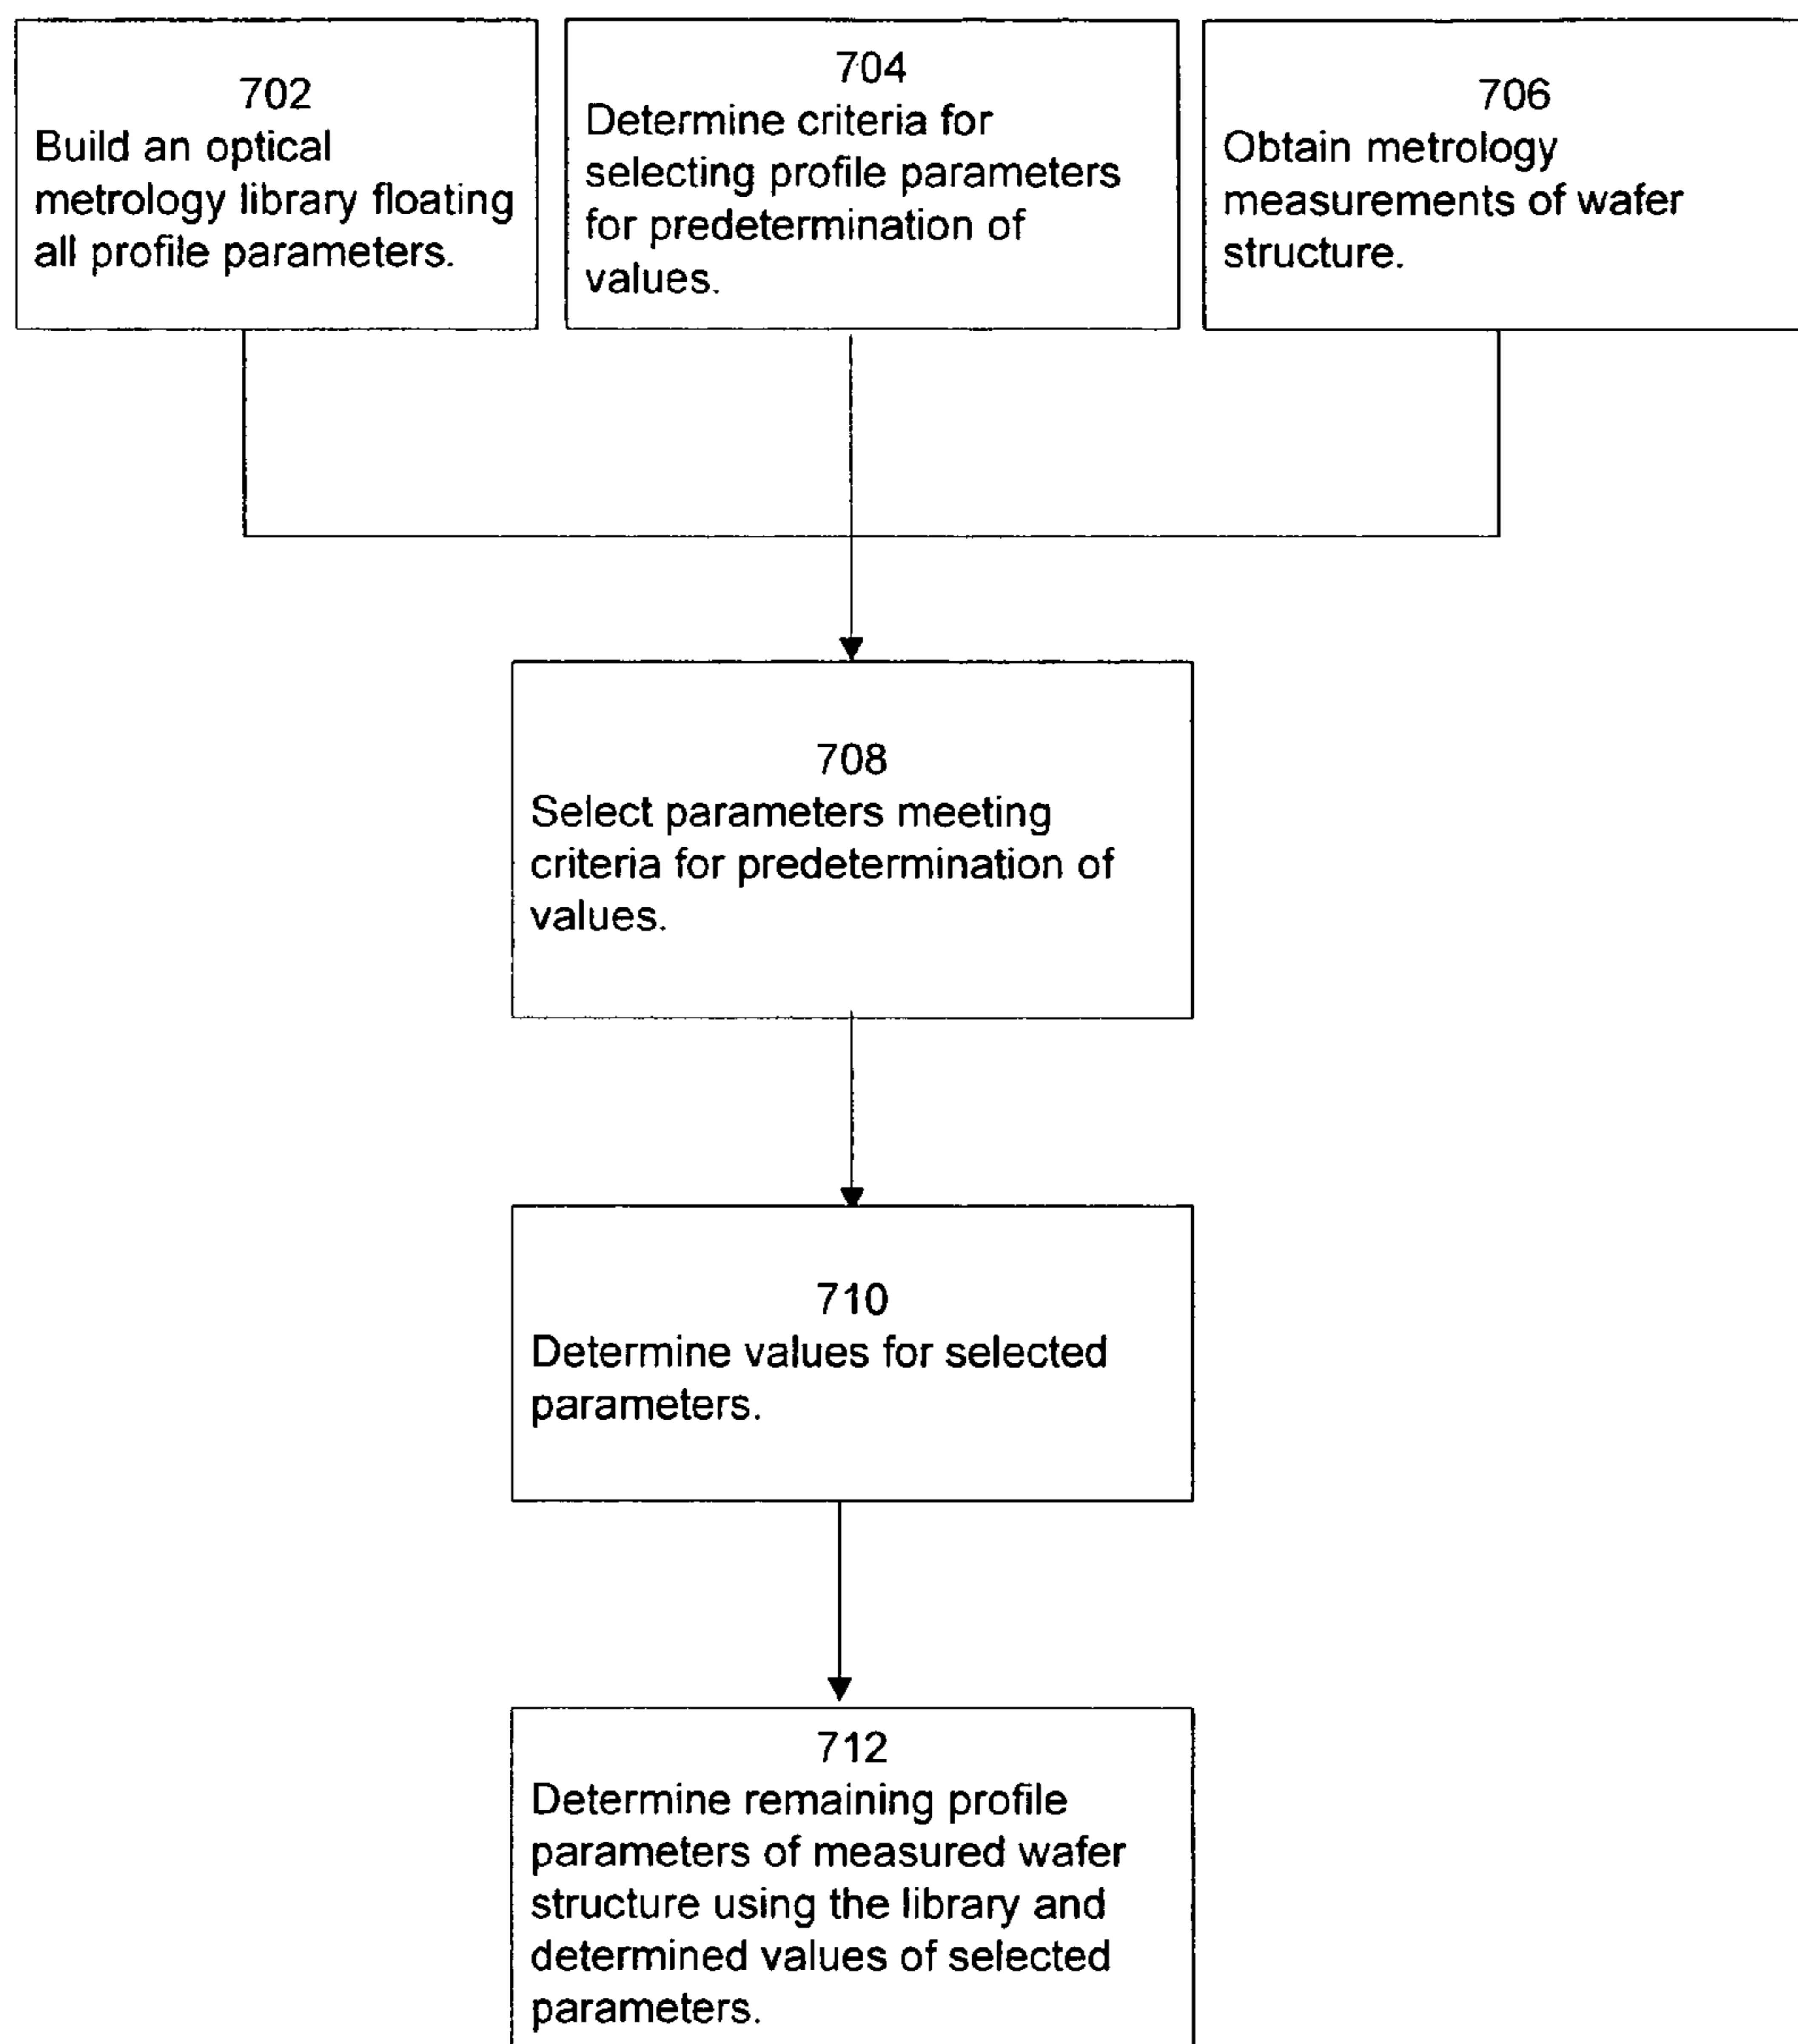 702
Build an optical
metrology library floating
all profile parameters.
704
Determine criteria for
selecting profile parameters
for predetermination of
values.
706
Obtain metrology
measurements of wafer
structure.
708
Select parameters meeting
criteria for predetermination of
values.
710
Determine values for selected
parameters.
712
Determine remaining profile
parameters of measured wafer
structure using the library and
determined values of selected
parameters.